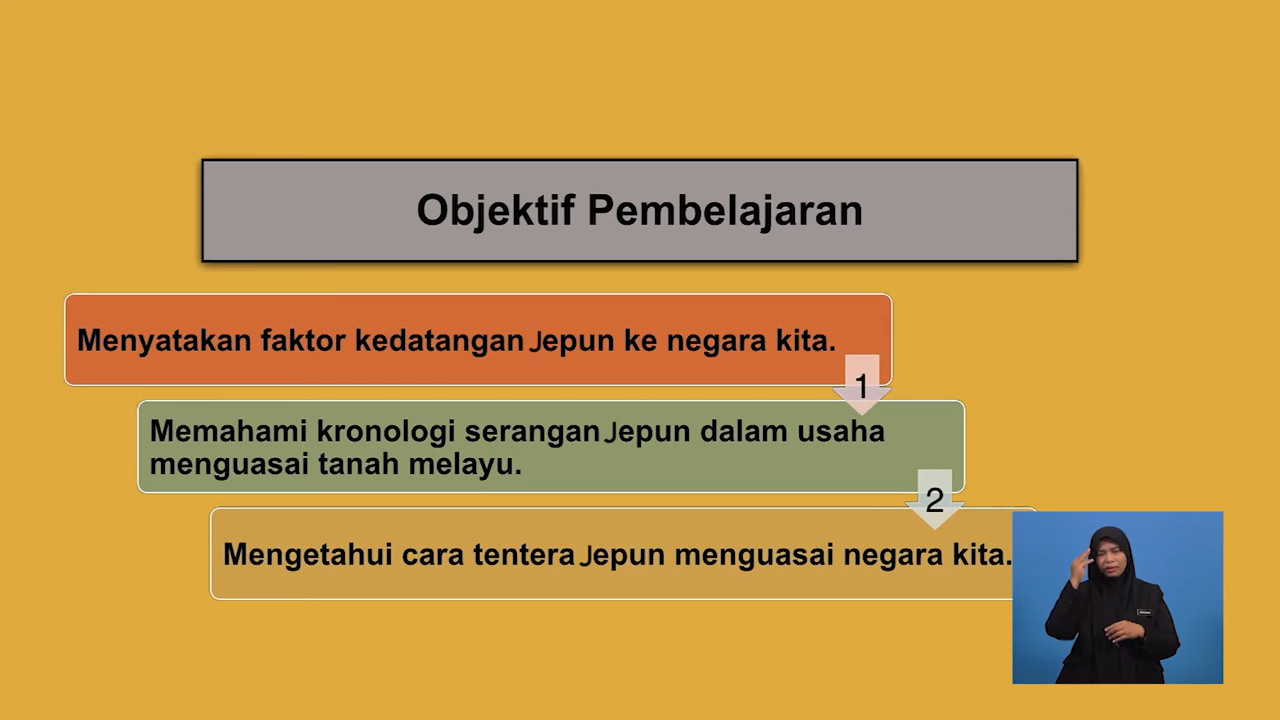 Objektif Pembelajaran
Menyatakan faktor kedatangan Jepun ke negara kita.
1
Memahami kronologi serangan Jepun dalam usaha
menguasai tanah melayu.
2
Mengetahui cara tentera Jepun menguasai negara kita.